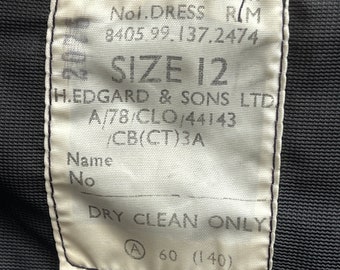 No1.DRESS R/M
8405 99.137.2474
SIZE 12
H.EDGARD & SONS LTD.
A/78/CLO/44143
/CB(CT)3A
Name
No
DRY CLEAN ONLY
A 60 (140)